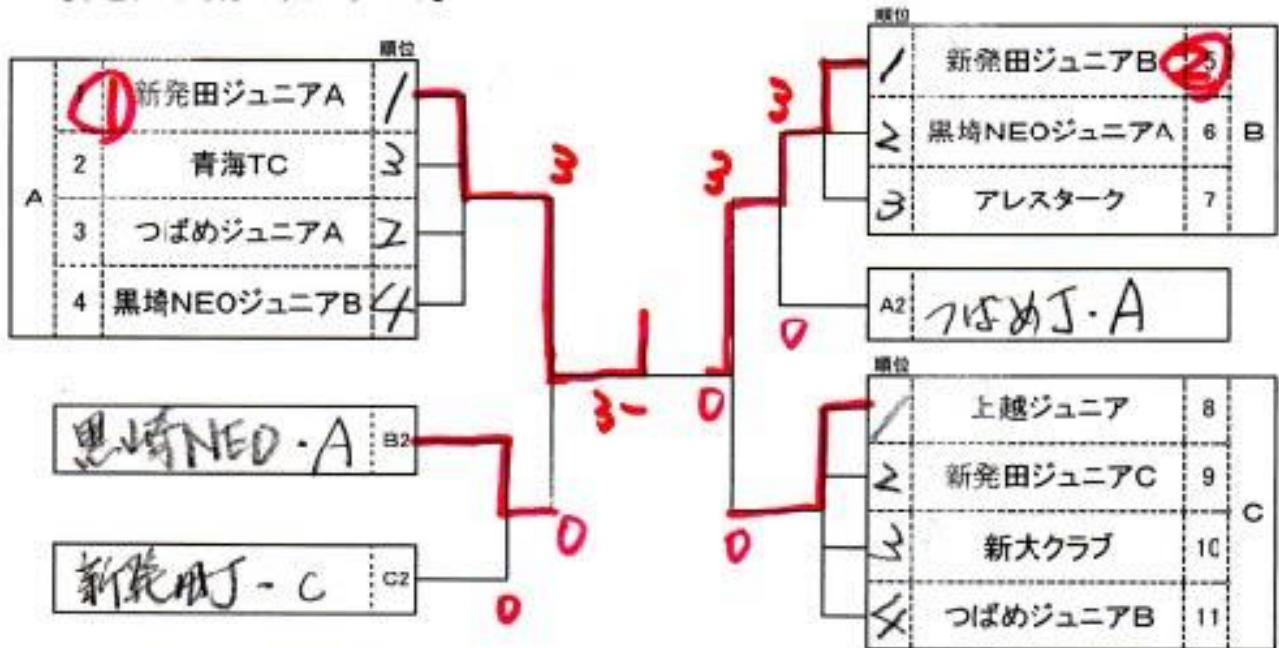 順位
A
① 新発田ジュニアA 1
2 青海TC 3
3 つばめジュニアA 2
4 黒埼NEOジュニアB 4
黒埼NEO・A B2
新発田J-C C2
3
0
0
3-0
3
0
3
0
順位
1 新発田ジュニアB ②
2 黒埼NEOジュニアA 6
3 アレスターク 7
B
A2 つばめJ・A
順位
1 上越ジュニア 8
2 新発田ジュニアC 9
3 新大クラブ 10
4 つばめジュニアB 11
C